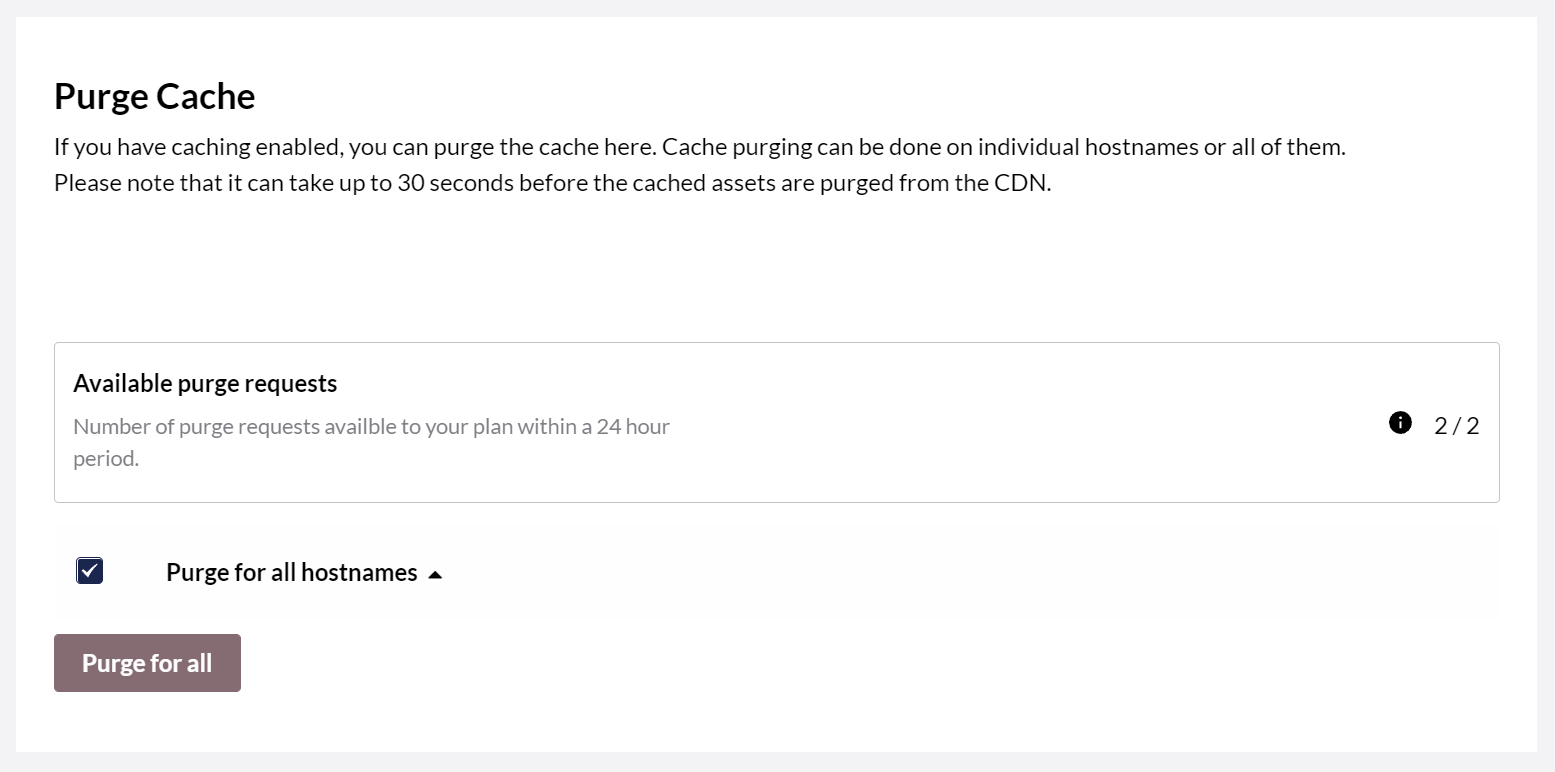 Purge Cache
If you have caching enabled, you can purge the cache here. Cache purging can be done on individual hostnames or all of them.
Please note that it can take up to 30 seconds before the cached assets are purged from the CDN.
Available purge requests
Number of purge requests availble to your plan within a 24 hour
period.
2 / 2
Purge for all hostnames
Purge for all